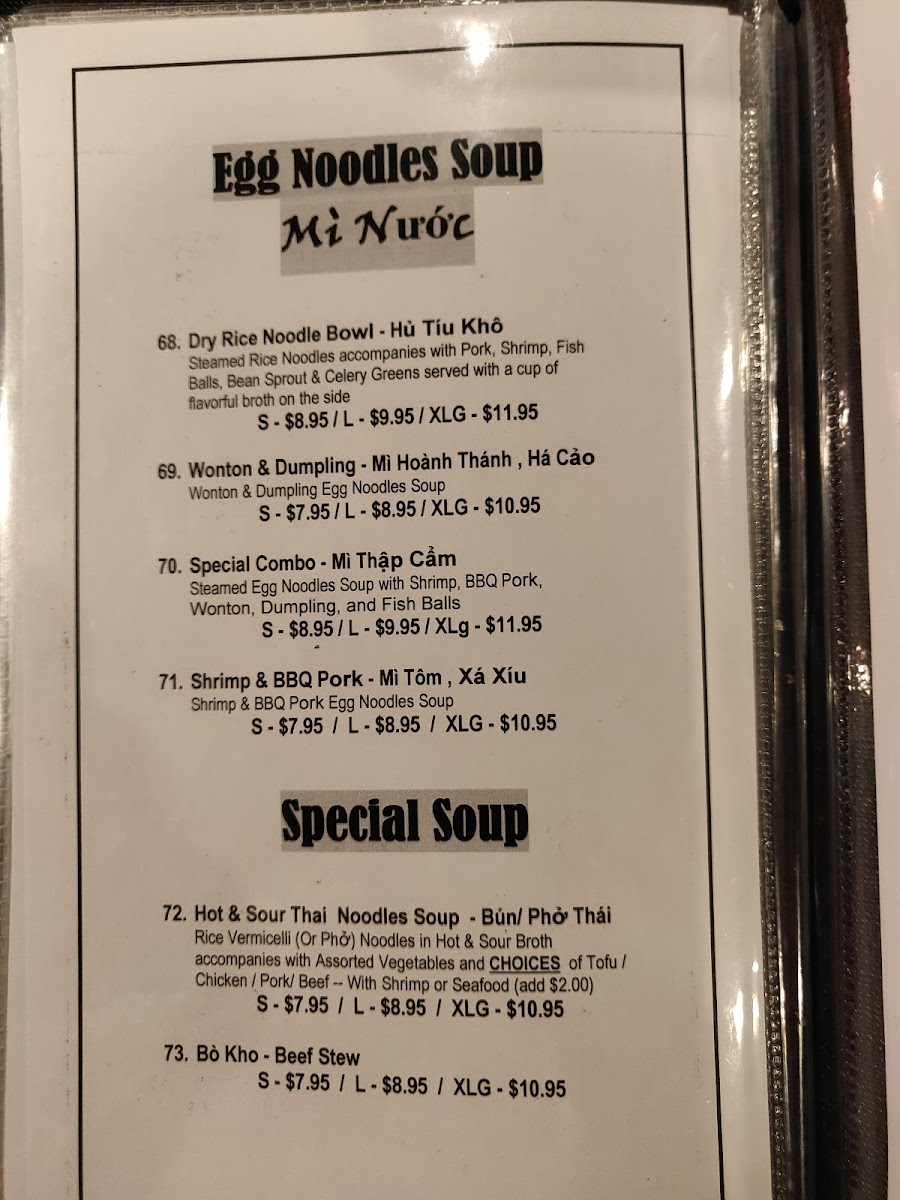 Egg Noodles Soup
Mì Nước
68. Dry Rice Noodle Bowl - Hủ Tíu Khô
Steamed Rice Noodles accompanies with Pork, Shrimp, Fish
Balls, Bean Sprout & Celery Greens served with a cup of
flavorful broth on the side
S - $8.95 / L - $9.95 / XLG - $11.95
69. Wonton & Dumpling - Mì Hoành Thánh , Há Cảo
Wonton & Dumpling Egg Noodles Soup
S - $7.95 / L - $8.95 / XLG - $10.95
70. Special Combo - Mì Thập Cẩm
Steamed Egg Noodles Soup with Shrimp, BBQ Pork,
Wonton, Dumpling, and Fish Balls
S - $8.95 / L - $9.95 / XLg - $11.95
71. Shrimp & BBQ Pork - Mì Tôm , Xá Xíu
Shrimp & BBQ Pork Egg Noodles Soup
S - $7.95 / L - $8.95 / XLG - $10.95
Special Soup
72. Hot & Sour Thai Noodles Soup - Bún/ Phở Thái
Rice Vermicelli (Or Phở) Noodles in Hot & Sour Broth
accompanies with Assorted Vegetables and CHOICES of Tofu /
Chicken / Pork/ Beef -- With Shrimp or Seafood (add $2.00)
S - $7.95 / L - $8.95 / XLG - $10.95
73. Bò Kho - Beef Stew
S - $7.95 / L - $8.95 / XLG - $10.95